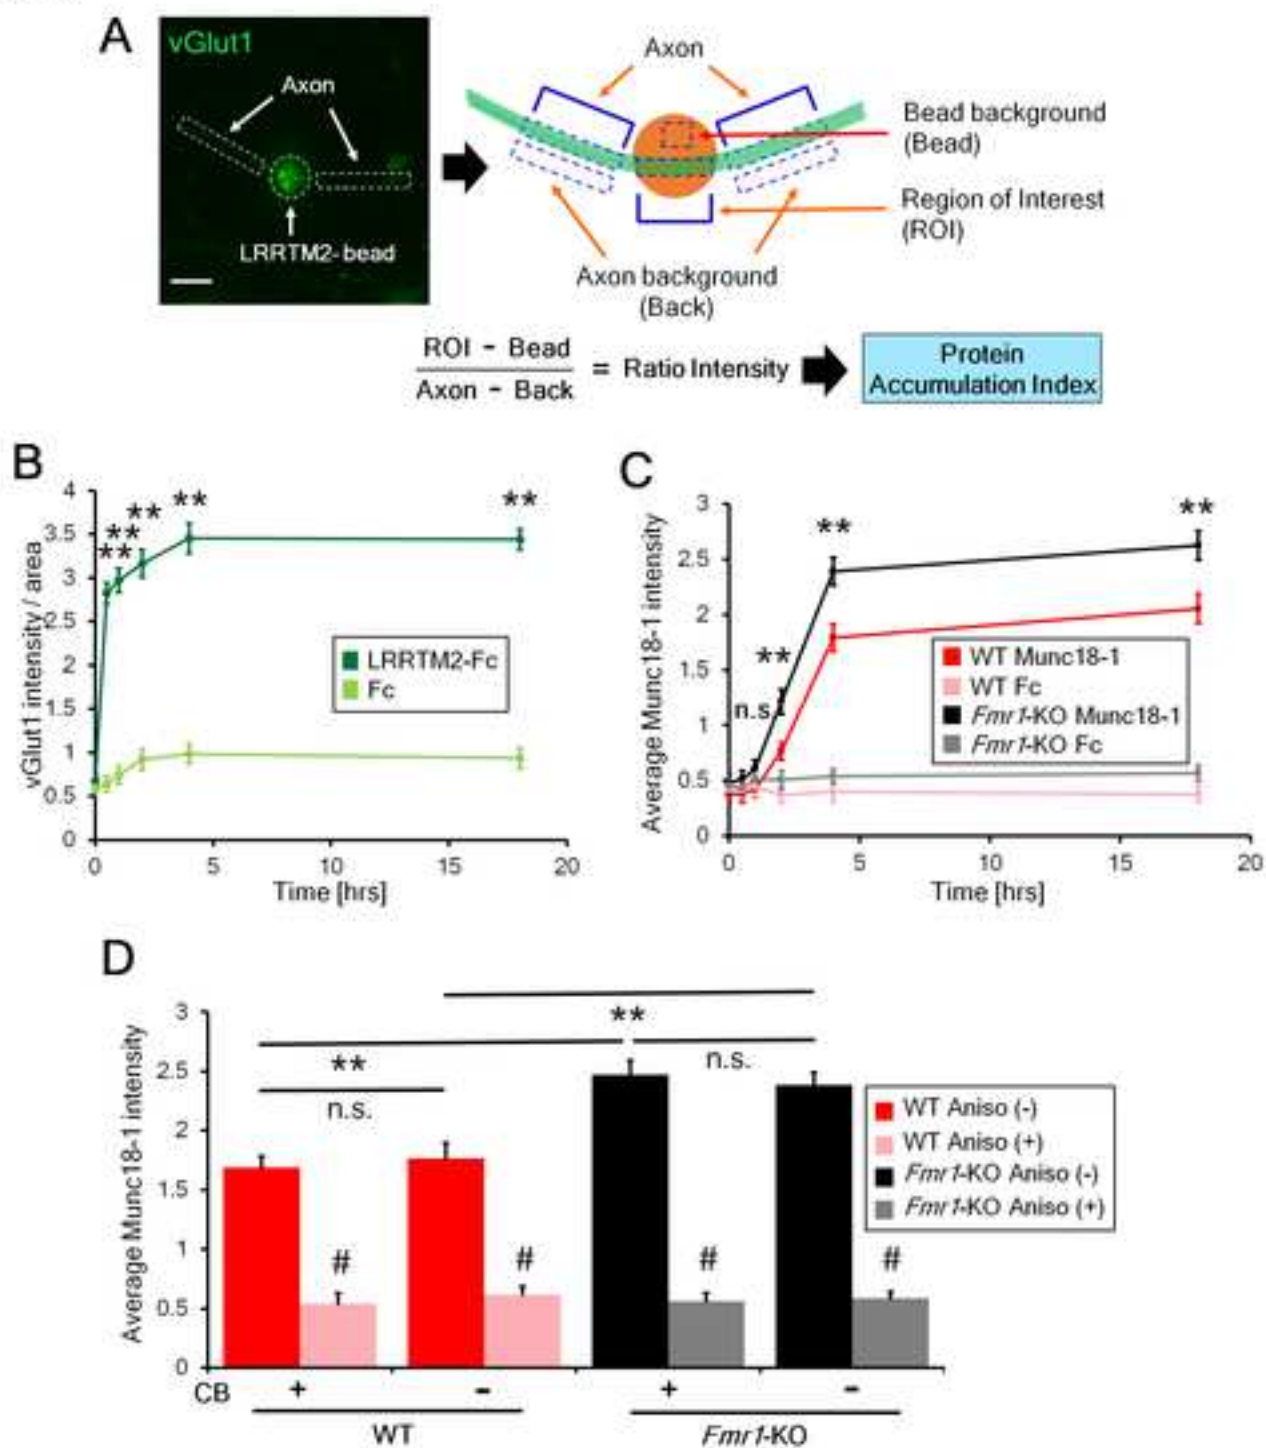 A
vGlut1
Axon
LRRTM2-bead
Axon
Bead background
(Bead)
Region of Interest
(ROI)
Axon background
(Back)
ROI - Bead
Axon - Back
= Ratio Intensity
Protein
Accumulation Index
B
vGlut1 intensity / area
4
3.5
3
2.5
2
1.5
1
0.5
0
** ** ** ** **
LRRTM2-Fc
Fc
0 5 10 15 20
Time [hrs]
C
Average Munc18-1 intensity
3
2.5
2
1.5
1
0.5
0
n.s. ** ** **
WT Munc18-1
WT Fc
Fmr1-KO Munc18-1
Fmr1-KO Fc
0 5 10 15 20
Time [hrs]
D
Average Munc18-1 intensity
3
2.5
2
1.5
1
0.5
0
**
** n.s.
n.s.
# # # #
WT Aniso (-)
WT Aniso (+)
Fmr1-KO Aniso (-)
Fmr1-KO Aniso (+)
CB + - + -
WT Fmr1-KO